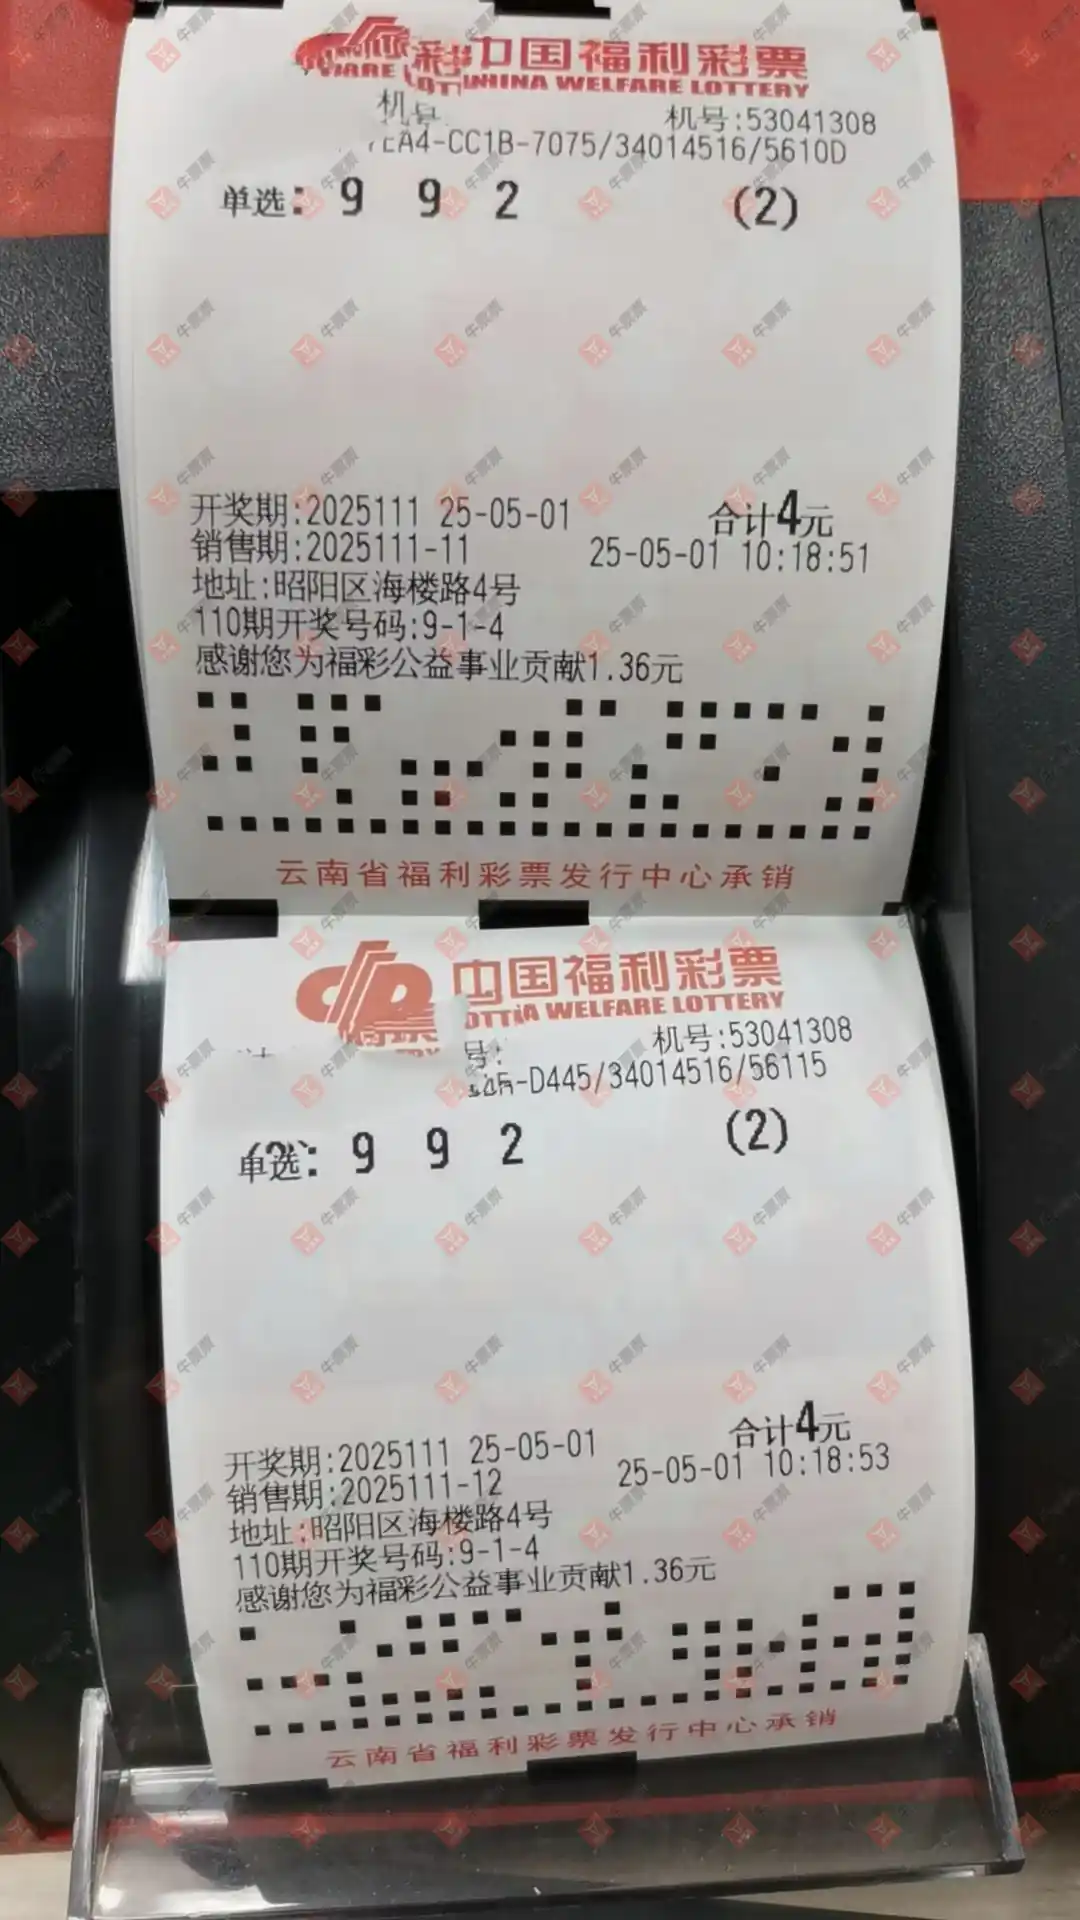 中国福利彩票
CHINA WELFARE LOTTERY
机号:53041308
EA4-CC1B-7075/34014516/5610D
单选: 9 9 2 (2)
开奖期:2025111 25-05-01 合计4元
销售期:2025111-11 25-05-01 10:18:51
地址:昭阳区海楼路4号
110期开奖号码:9-1-4
感谢您为福彩公益事业贡献1.36元
云南省福利彩票发行中心承销
中国福利彩票
WELFARE LOTTERY
机号:53041308
-D445/34014516/56115
单选: 9 9 2 (2)
开奖期:2025111 25-05-01 合计4元
销售期:2025111-12 25-05-01 10:18:53
地址:昭阳区海楼路4号
110期开奖号码:9-1-4
感谢您为福彩公益事业贡献1.36元
云南省福利彩票发行中心承销
牛票票